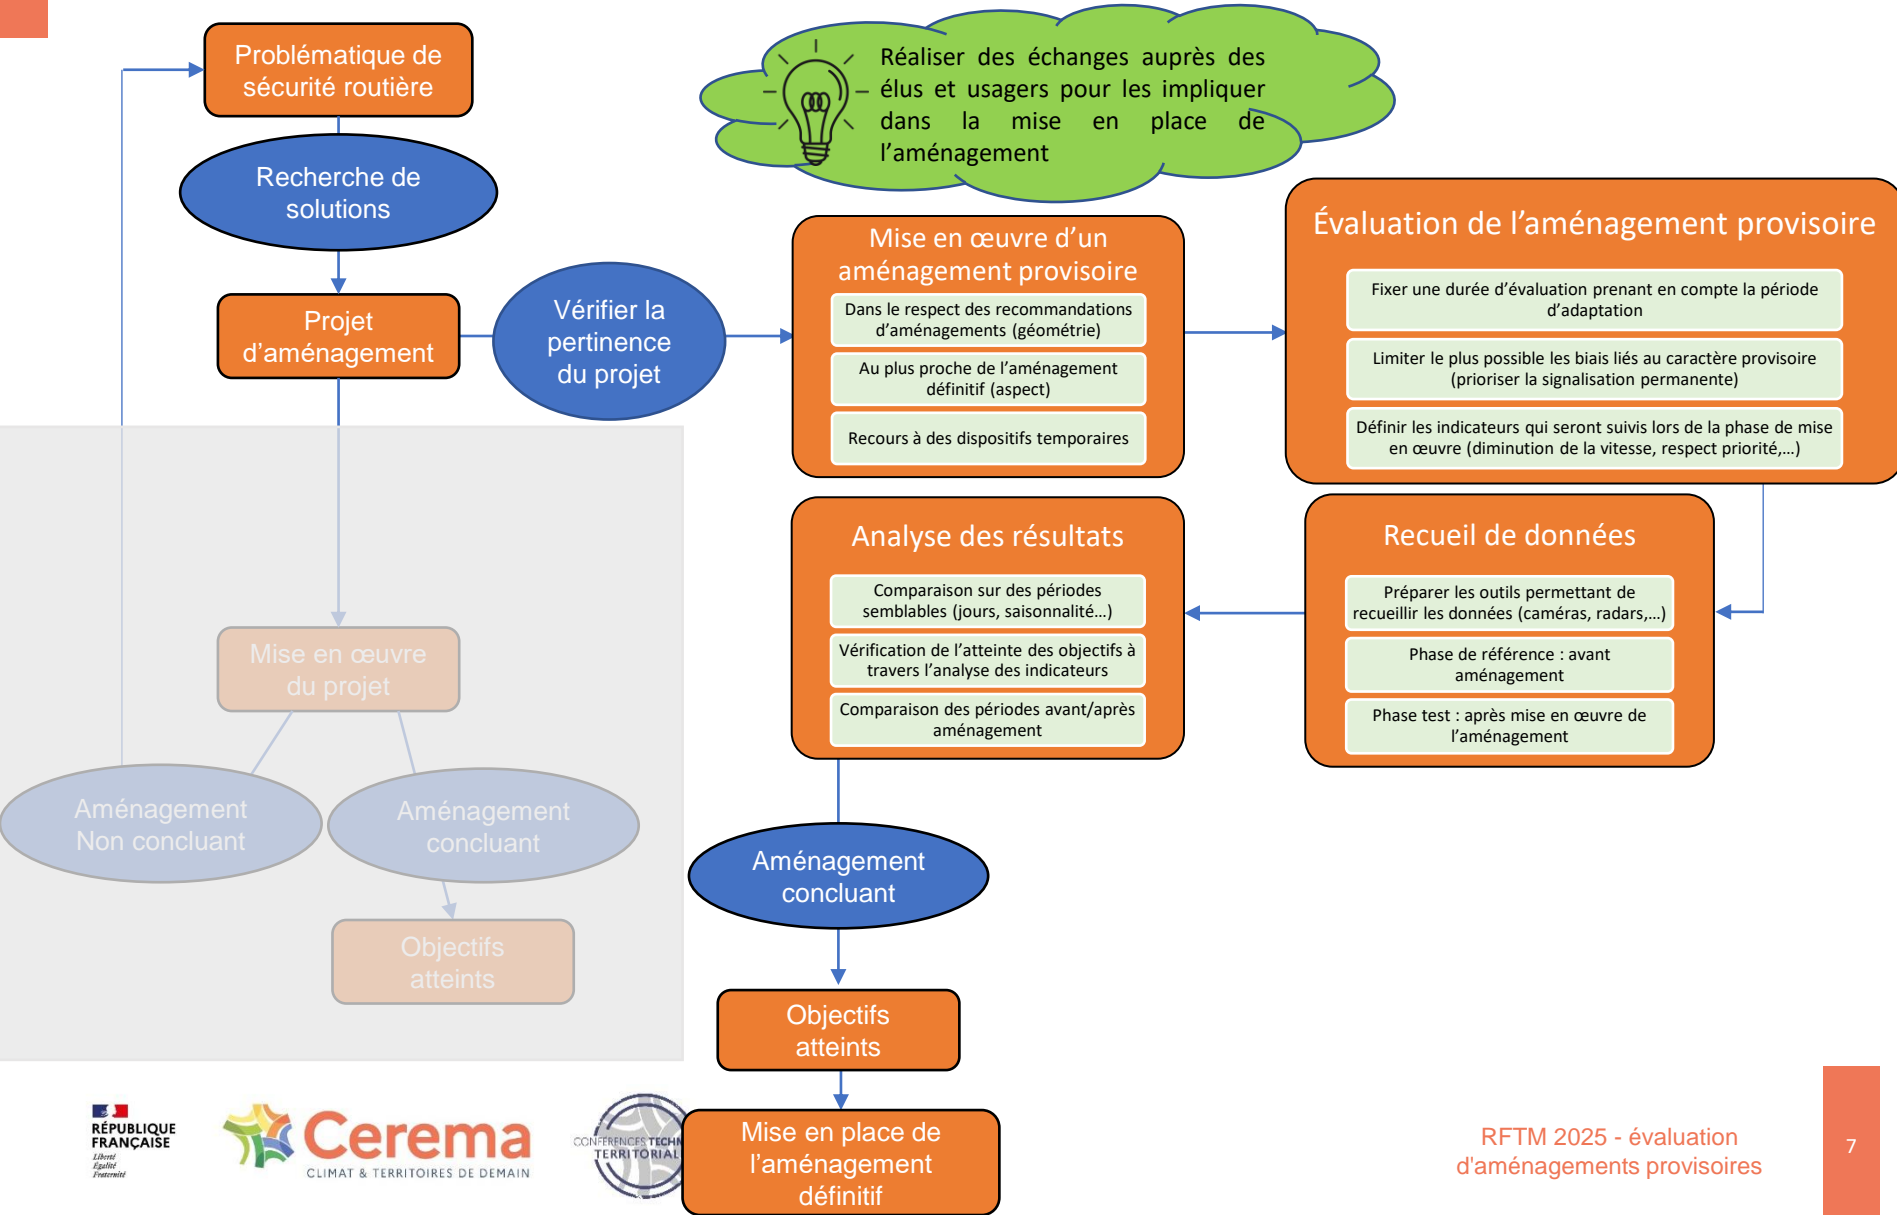 Problématique de
sécurité routière
Recherche de
solutions
Projet
d'aménagement
Vérifier la
pertinence
du projet
Réaliser des échanges auprès des
élus et usagers pour les impliquer
dans la mise en place de
l'aménagement
Mise en œuvre d'un
aménagement provisoire
Dans le respect des recommandations
d'aménagements (géométrie)
Au plus proche de l'aménagement
définitif (aspect)
Recours à des dispositifs temporaires
Évaluation de l'aménagement provisoire
Fixer une durée d'évaluation prenant en compte la période
d'adaptation
Limiter le plus possible les biais liés au caractère provisoire
(prioriser la signalisation permanente)
Définir les indicateurs qui seront suivis lors de la phase de mise
en œuvre (diminution de la vitesse, respect priorité,…)
Recueil de données
Préparer les outils permettant de
recueillir les données (caméras, radars,…)
Phase de référence : avant
aménagement
Phase test : après mise en œuvre de
l'aménagement
Analyse des résultats
Comparaison sur des périodes
semblables (jours, saisonnalité…)
Vérification de l'atteinte des objectifs à
travers l'analyse des indicateurs
Comparaison des périodes avant/après
aménagement
Mise en œuvre
du projet
Aménagement
Non concluant
Aménagement
concluant
Objectifs
atteints
Aménagement
concluant
Objectifs
atteints
Mise en place de
l'aménagement
définitif
RÉPUBLIQUE
FRANÇAISE
Liberté
Égalité
Fraternité
Cerema
CLIMAT & TERRITOIRES DE DEMAIN
CONFÉRENCES TECHN
TERRITORIAL
RFTM 2025 - évaluation
d'aménagements provisoires
7